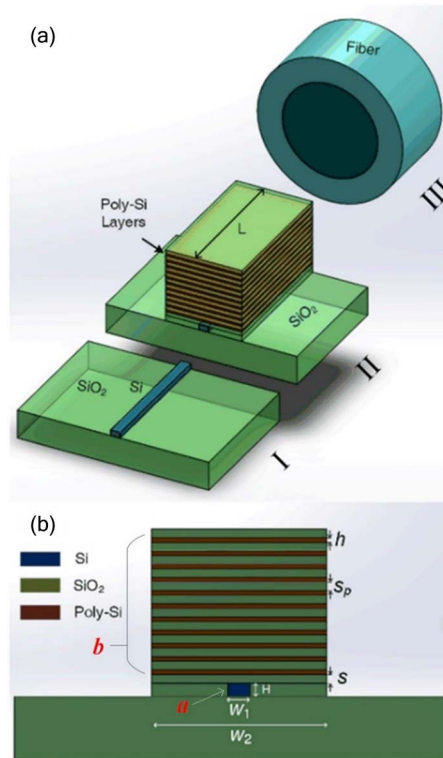 (a)
Fiber
III
Poly-Si
Layers
L
SiO₂
II
SiO₂
Si
I
(b)
Si
SiO₂
Poly-Si
h
sₚ
b
s
a
H
W₁
W₂